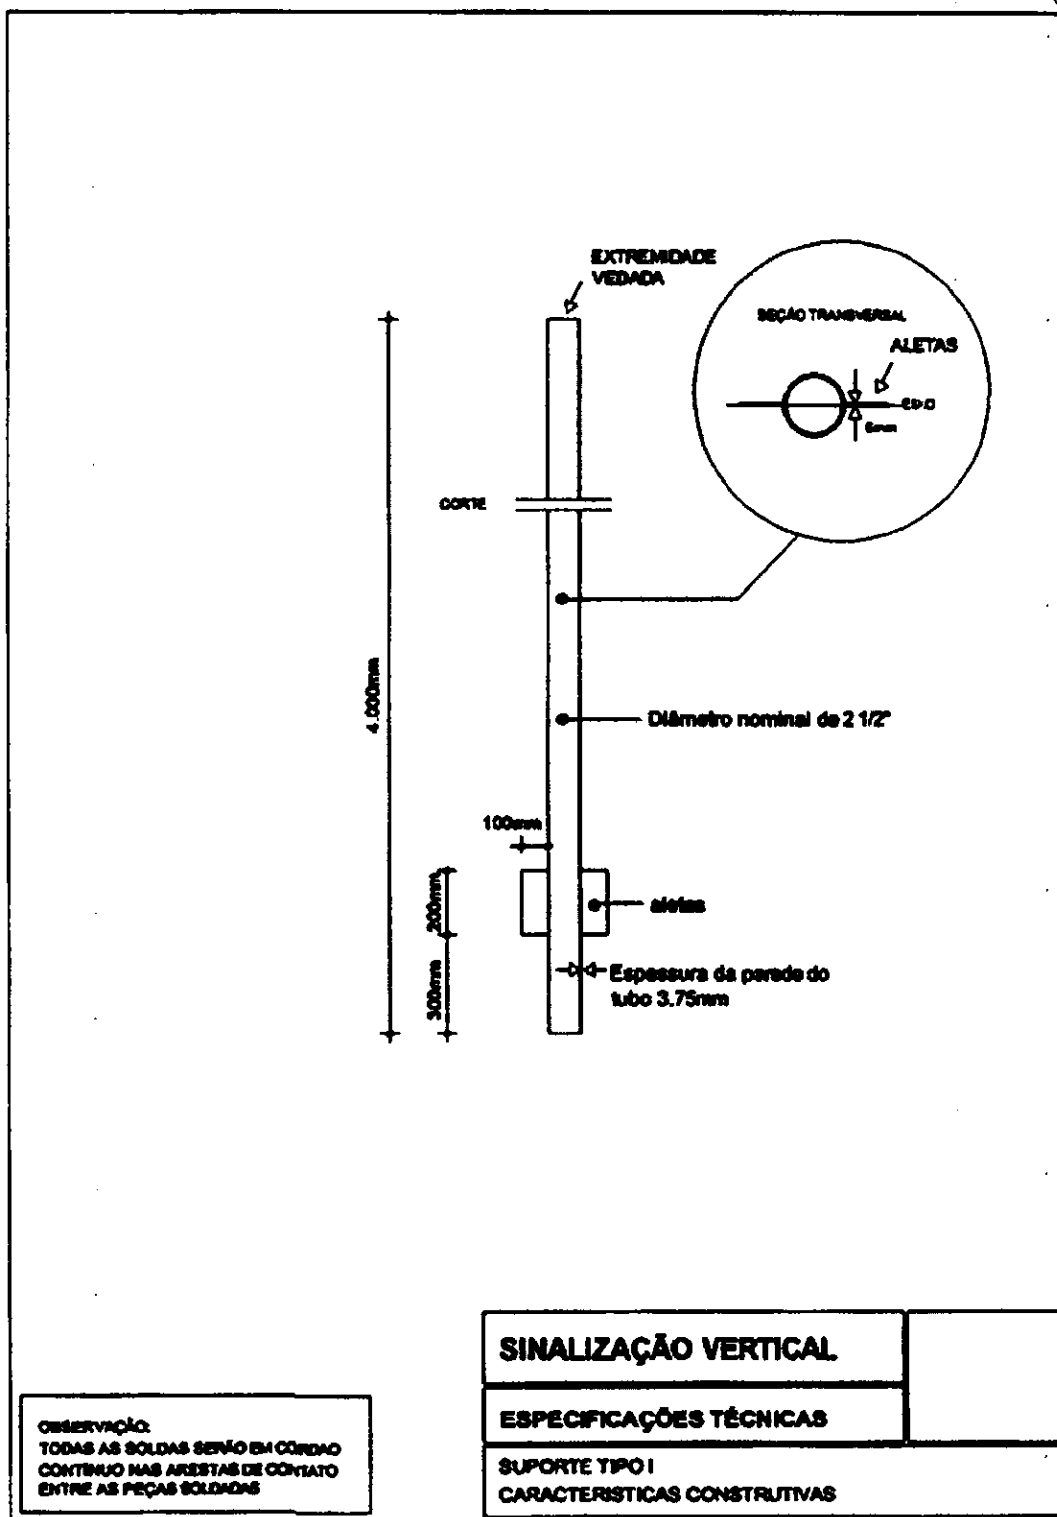 EXTREMIDADE
VEDADA
SEÇÃO TRANSVERSAL
ALETAS
6mm
CORTE
4.000mm
Diâmetro nominal de 2 1/2"
100mm
200mm
aletas
300mm
Espessura da parede do
tubo 3.75mm
SINALIZAÇÃO VERTICAL
ESPECIFICAÇÕES TÉCNICAS
SUPORTE TIPO I
CARACTERISTICAS CONSTRUTIVAS
OBSERVAÇÃO:
TODAS AS SOLDAS SERÃO EM CORDAO
CONTINUO NAS ARESTAS DE CONTATO
ENTRE AS PEÇAS SOLDADAS